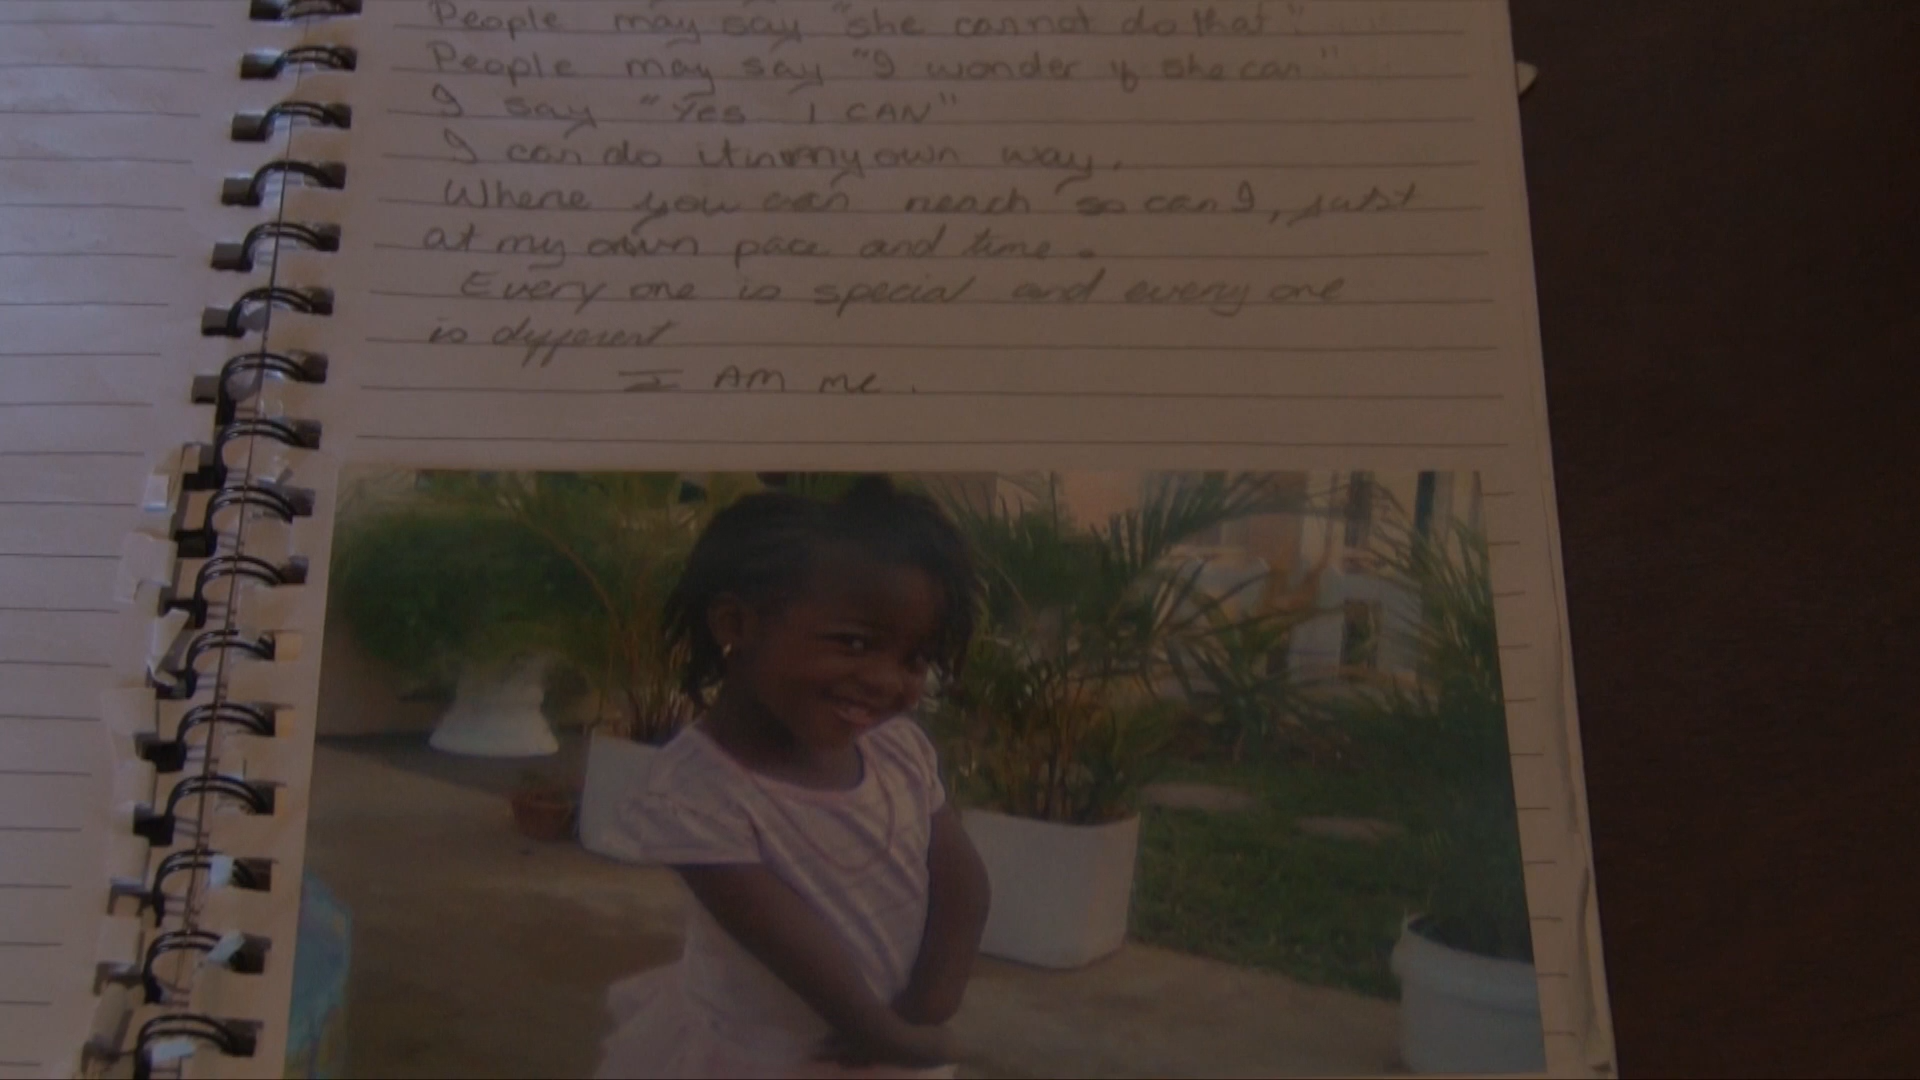 People may say "she cannot do that".
People may say "I wonder if she can"
I say "Yes I CAN"
I can do it in my own way.
Where you can reach so can I, just
at my own pace and time.
Every one is special and every one
is different
I AM me.